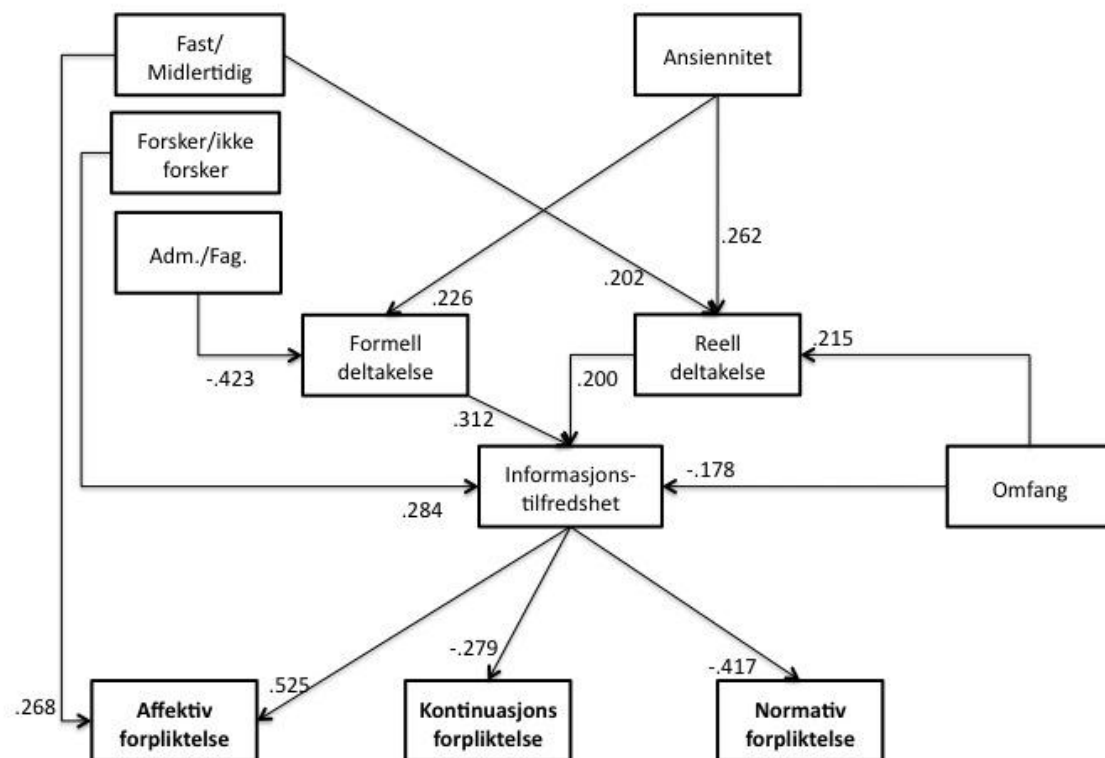 Fast/
Midlertidig
Ansiennitet
Forsker/ikke
forsker
Adm./Fag.
.262
.202
.226
Formell
deltakelse
Reell
deltakelse
.215
-.423
.200
.312
Informasjons-
tilfredshet
-.178
Omfang
.284
-.279
-.417
.525
.268
Affektiv
forpliktelse
Kontinuasjons
forpliktelse
Normativ
forpliktelse